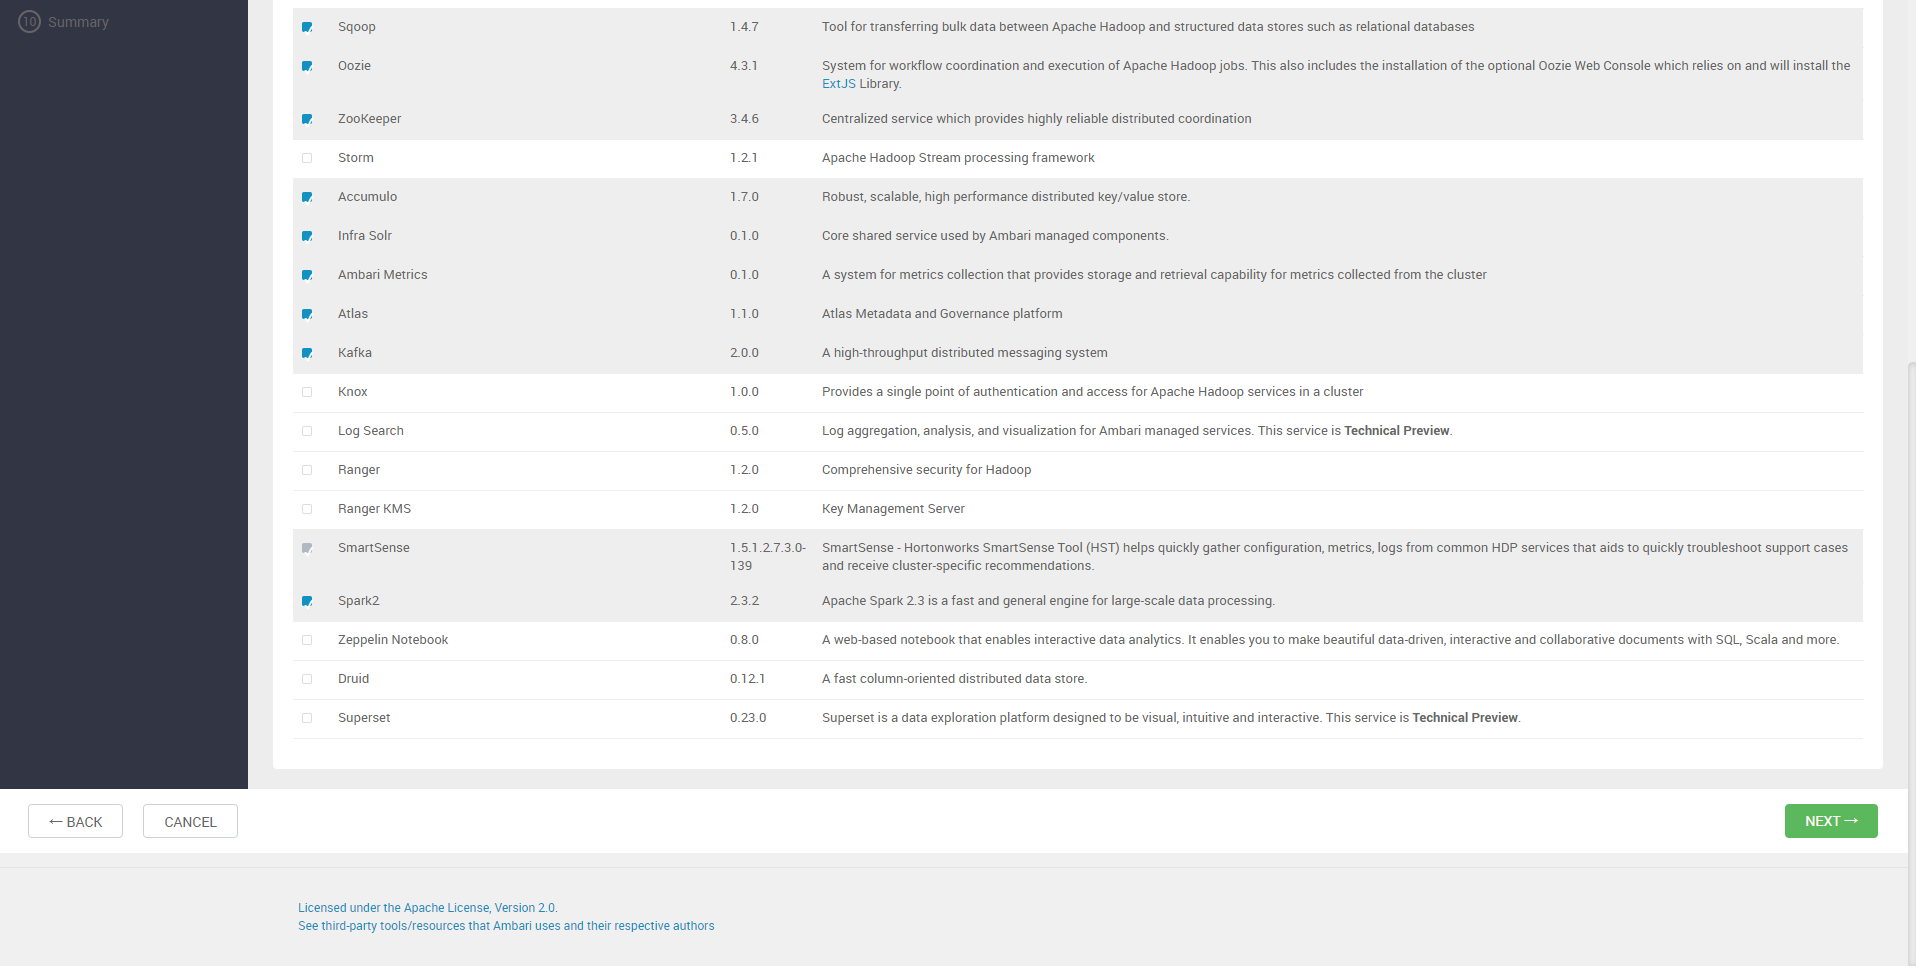 10 Summary
Sqoop 1.4.7 Tool for transferring bulk data between Apache Hadoop and structured data stores such as relational databases
Oozie 4.3.1 System for workflow coordination and execution of Apache Hadoop jobs. This also includes the installation of the optional Oozie Web Console which relies on and will install the
ExtJS Library.
ZooKeeper 3.4.6 Centralized service which provides highly reliable distributed coordination
Storm 1.2.1 Apache Hadoop Stream processing framework
Accumulo 1.7.0 Robust, scalable, high performance distributed key/value store.
Infra Solr 0.1.0 Core shared service used by Ambari managed components.
Ambari Metrics 0.1.0 A system for metrics collection that provides storage and retrieval capability for metrics collected from the cluster
Atlas 1.1.0 Atlas Metadata and Governance platform
Kafka 2.0.0 A high-throughput distributed messaging system
Knox 1.0.0 Provides a single point of authentication and access for Apache Hadoop services in a cluster
Log Search 0.5.0 Log aggregation, analysis, and visualization for Ambari managed services. This service is Technical Preview.
Ranger 1.2.0 Comprehensive security for Hadoop
Ranger KMS 1.2.0 Key Management Server
SmartSense 1.5.1.2.7.3.0- SmartSense - Hortonworks SmartSense Tool (HST) helps quickly gather configuration, metrics, logs from common HDP services that aids to quickly troubleshoot support cases
139 and receive cluster-specific recommendations.
Spark2 2.3.2 Apache Spark 2.3 is a fast and general engine for large-scale data processing.
Zeppelin Notebook 0.8.0 A web-based notebook that enables interactive data analytics. It enables you to make beautiful data-driven, interactive and collaborative documents with SQL, Scala and more.
Druid 0.12.1 A fast column-oriented distributed data store.
Superset 0.23.0 Superset is a data exploration platform designed to be visual, intuitive and interactive. This service is Technical Preview.
← BACK CANCEL NEXT →
Licensed under the Apache License, Version 2.0.
See third-party tools/resources that Ambari uses and their respective authors